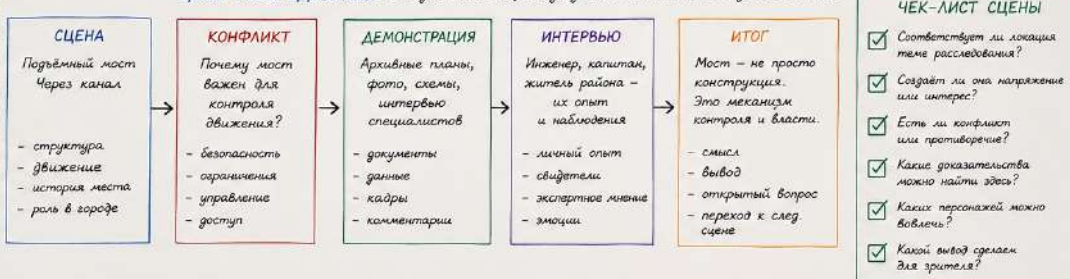 СЦЕНА
Подъёмный мост
Через канал
- структура
- движение
- история места
- роль в городе
КОНФЛИКТ
Почему мост
важен для
контроля
движения?
- безопасность
- ограничения
- управление
- доступ
ДЕМОНСТРАЦИЯ
Архивные планы,
фото, схемы,
интервью
специалистов
- документы
- данные
- кадры
- комментарии
ИНТЕРВЬЮ
Инженер, капитан,
житель района –
их опыт
и наблюдения
- личный опыт
- свидетели
- экспертное мнение
- эмоции
ИТОГ
Мост – не просто
конструкция.
Это механизм
контроля и власти.
- смысл
- вывод
- открытый вопрос
- переход к след.
сцене
ЧЕК-ЛИСТ СЦЕНЫ
Соответствует ли локация
теме расследования?
Создаёт ли она напряжение
или интерес?
Есть ли конфликт
или противоречие?
Какие доказательства
можно найти здесь?
Каких персонажей можно
вовлечь?
Какой вывод сделаем
для зрителя?